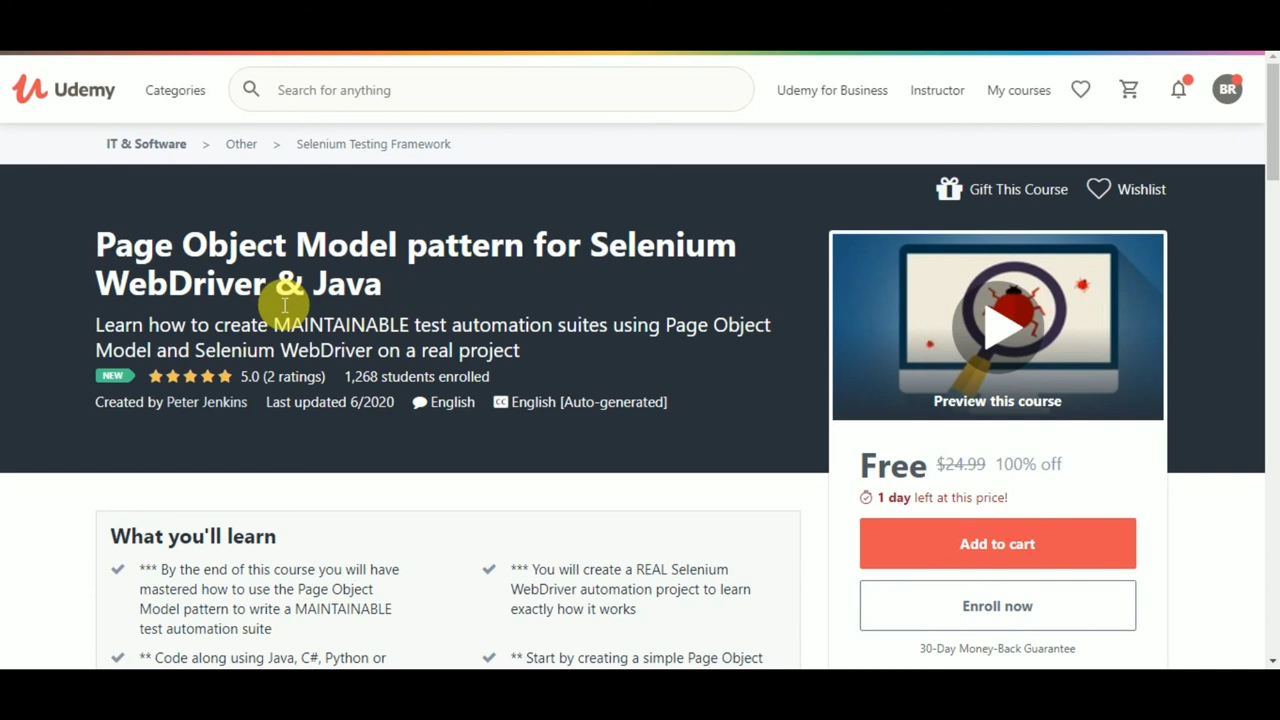 Udemy
Categories
Search for anything
Udemy for Business
Instructor
My courses
BR
IT & Software > Other > Selenium Testing Framework
Gift This Course
Wishlist
Page Object Model pattern for Selenium
WebDriver & Java
Learn how to create MAINTAINABLE test automation suites using Page Object
Model and Selenium WebDriver on a real project
NEW 5.0 (2 ratings) 1,268 students enrolled
Created by Peter Jenkins Last updated 6/2020 English CC English [Auto-generated]
Preview this course
Free $24.99 100% off
1 day left at this price!
Add to cart
Enroll now
30-Day Money-Back Guarantee
What you'll learn
*** By the end of this course you will have
mastered how to use the Page Object
Model pattern to write a MAINTAINABLE
test automation suite
*** You will create a REAL Selenium
WebDriver automation project to learn
exactly how it works
** Code along using Java, C#, Python or
** Start by creating a simple Page Object